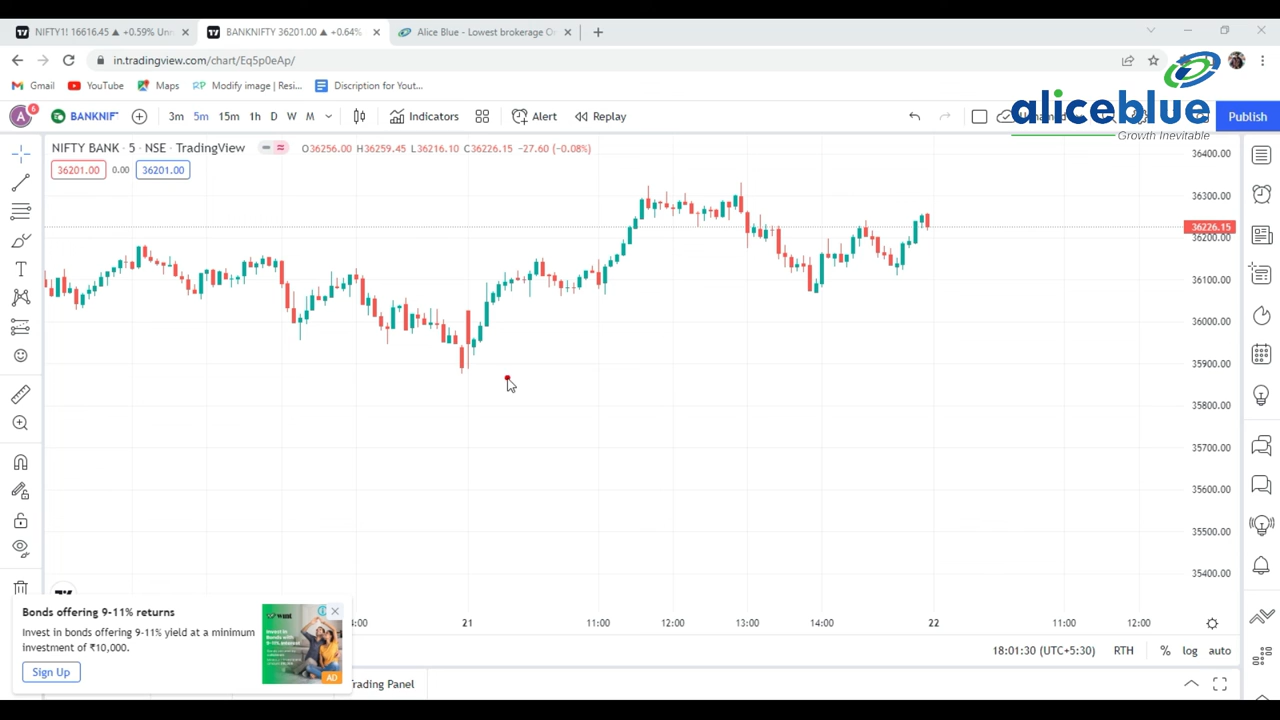 NIFTY1! 16616.45 ▲ +0.59% Unn
BANKNIFTY 36201.00 ▲ +0.64%
Alice Blue - Lowest brokerage On
in.tradingview.com/chart/Eq5p0eAp/
Gmail
YouTube
Maps
Modify image | Resi...
Discription for Yout...
aliceblue
Growth Inevitable
A
6
BANKNIF
3m 5m 15m 1h D W M
Indicators
Alert
Replay
Publish
NIFTY BANK · 5 · NSE · TradingView
O36256.00 H36259.45 L36216.10 C36226.15 -27.60 (-0.08%)
36201.00
0.00
36201.00
36400.00
36300.00
36226.15
36200.00
36100.00
36000.00
35900.00
35800.00
35700.00
35600.00
35500.00
35400.00
Bonds offering 9-11% returns
Invest in bonds offering 9-11% yield at a minimum
investment of ₹10,000.
Sign Up
AD
4:00
21
11:00
12:00
13:00
14:00
22
11:00
12:00
18:01:30 (UTC+5:30)
RTH
%
log
auto
Trading Panel